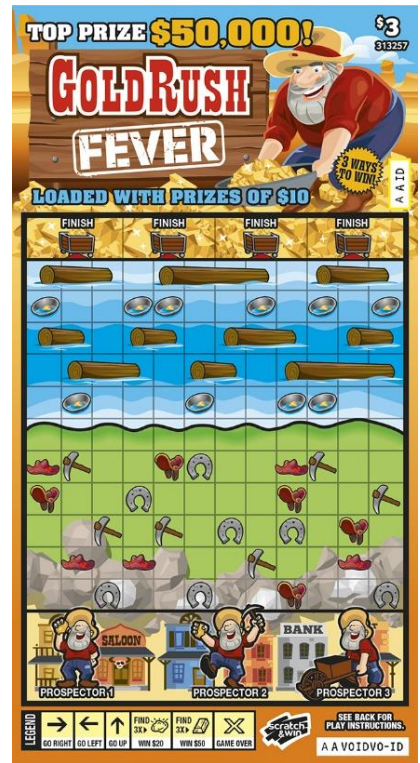 TOP PRIZE $50,000!
$3
313257
GOLDRUSH
FEVER
3 WAYS
TO WIN!
LOADED WITH PRIZES OF $10
A AID
FINISH FINISH FINISH FINISH
SALOON
BANK
PROSPECTOR 1 PROSPECTOR 2 PROSPECTOR 3
LEGEND
GO RIGHT GO LEFT GO UP
FIND 3X
WIN $20
FIND 3X
WIN $50
X
GAME OVER
Scratch & Win
SEE BACK FOR
PLAY INSTRUCTIONS.
A A VOIDVO-ID